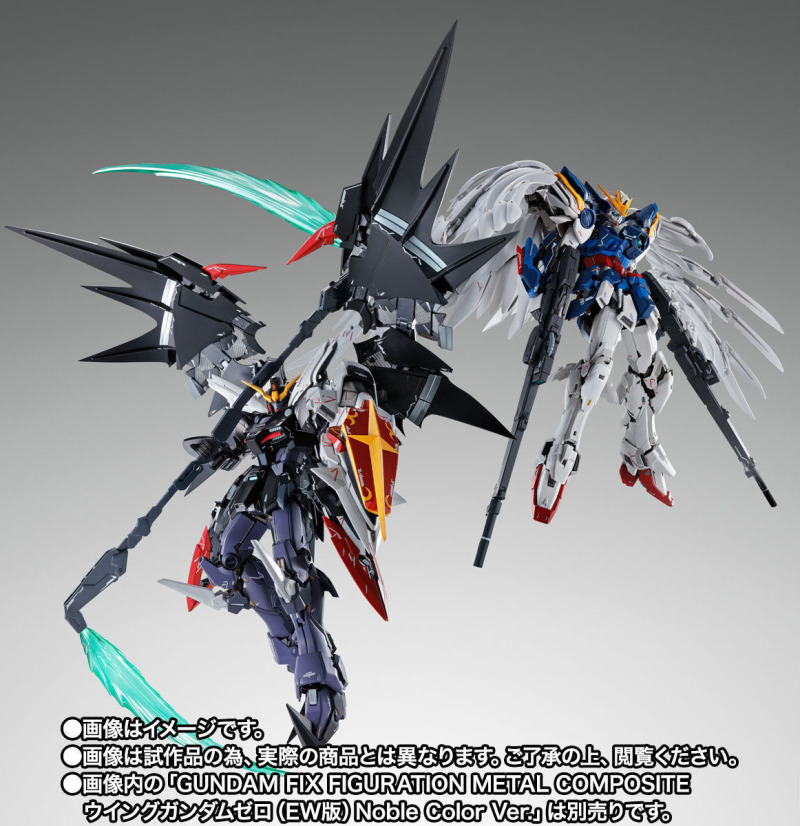 ●画像はイメージです。
●画像は試作品の為、実際の商品とは異なります。ご了承の上、閲覧ください。
●画像内の「GUNDAM FIX FIGURATION METAL COMPOSITE
ウイングガンダムゼロ(EW版)Noble Color Ver.」は別売りです。